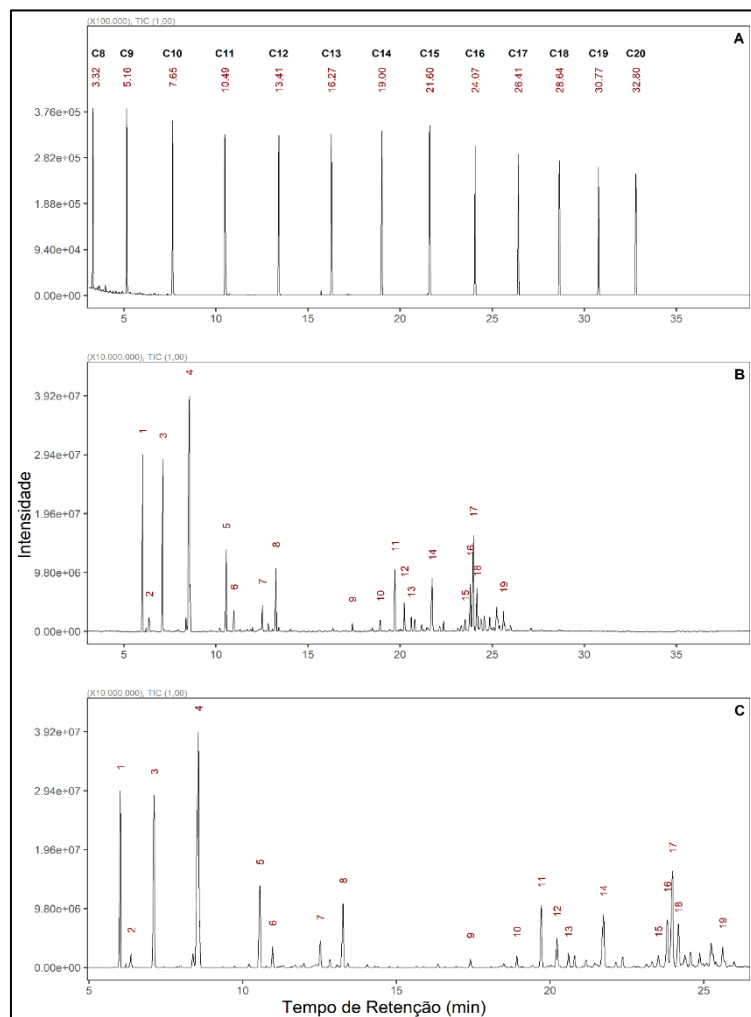 (X100.000), TIC (1,00)
A
C8 C9 C10 C11 C12 C13 C14 C15 C16 C17 C18 C19 C20
3.32 5.16 7.65 10.49 13.41 16.27 19.00 21.60 24.07 26.41 28.64 30.77 32.80
3.76e+05
2.82e+05
1.88e+05
9.40e+04
0.00e+00
5 10 15 20 25 30 35
(X10.000.000), TIC (1,00)
B
3.92e+07
2.94e+07
1.96e+07
9.80e+06
0.00e+00
1 2 3 4 5 6 7 8 9 10 11 12 13 14 15 16 17 18 19
5 10 15 20 25 30 35
Intensidade
(X10.000.000), TIC (1,00)
C
3.92e+07
2.94e+07
1.96e+07
9.80e+06
0.00e+00
1 2 3 4 5 6 7 8 9 10 11 12 13 14 15 16 17 18 19
5 10 15 20 25
Tempo de Retenção (min)